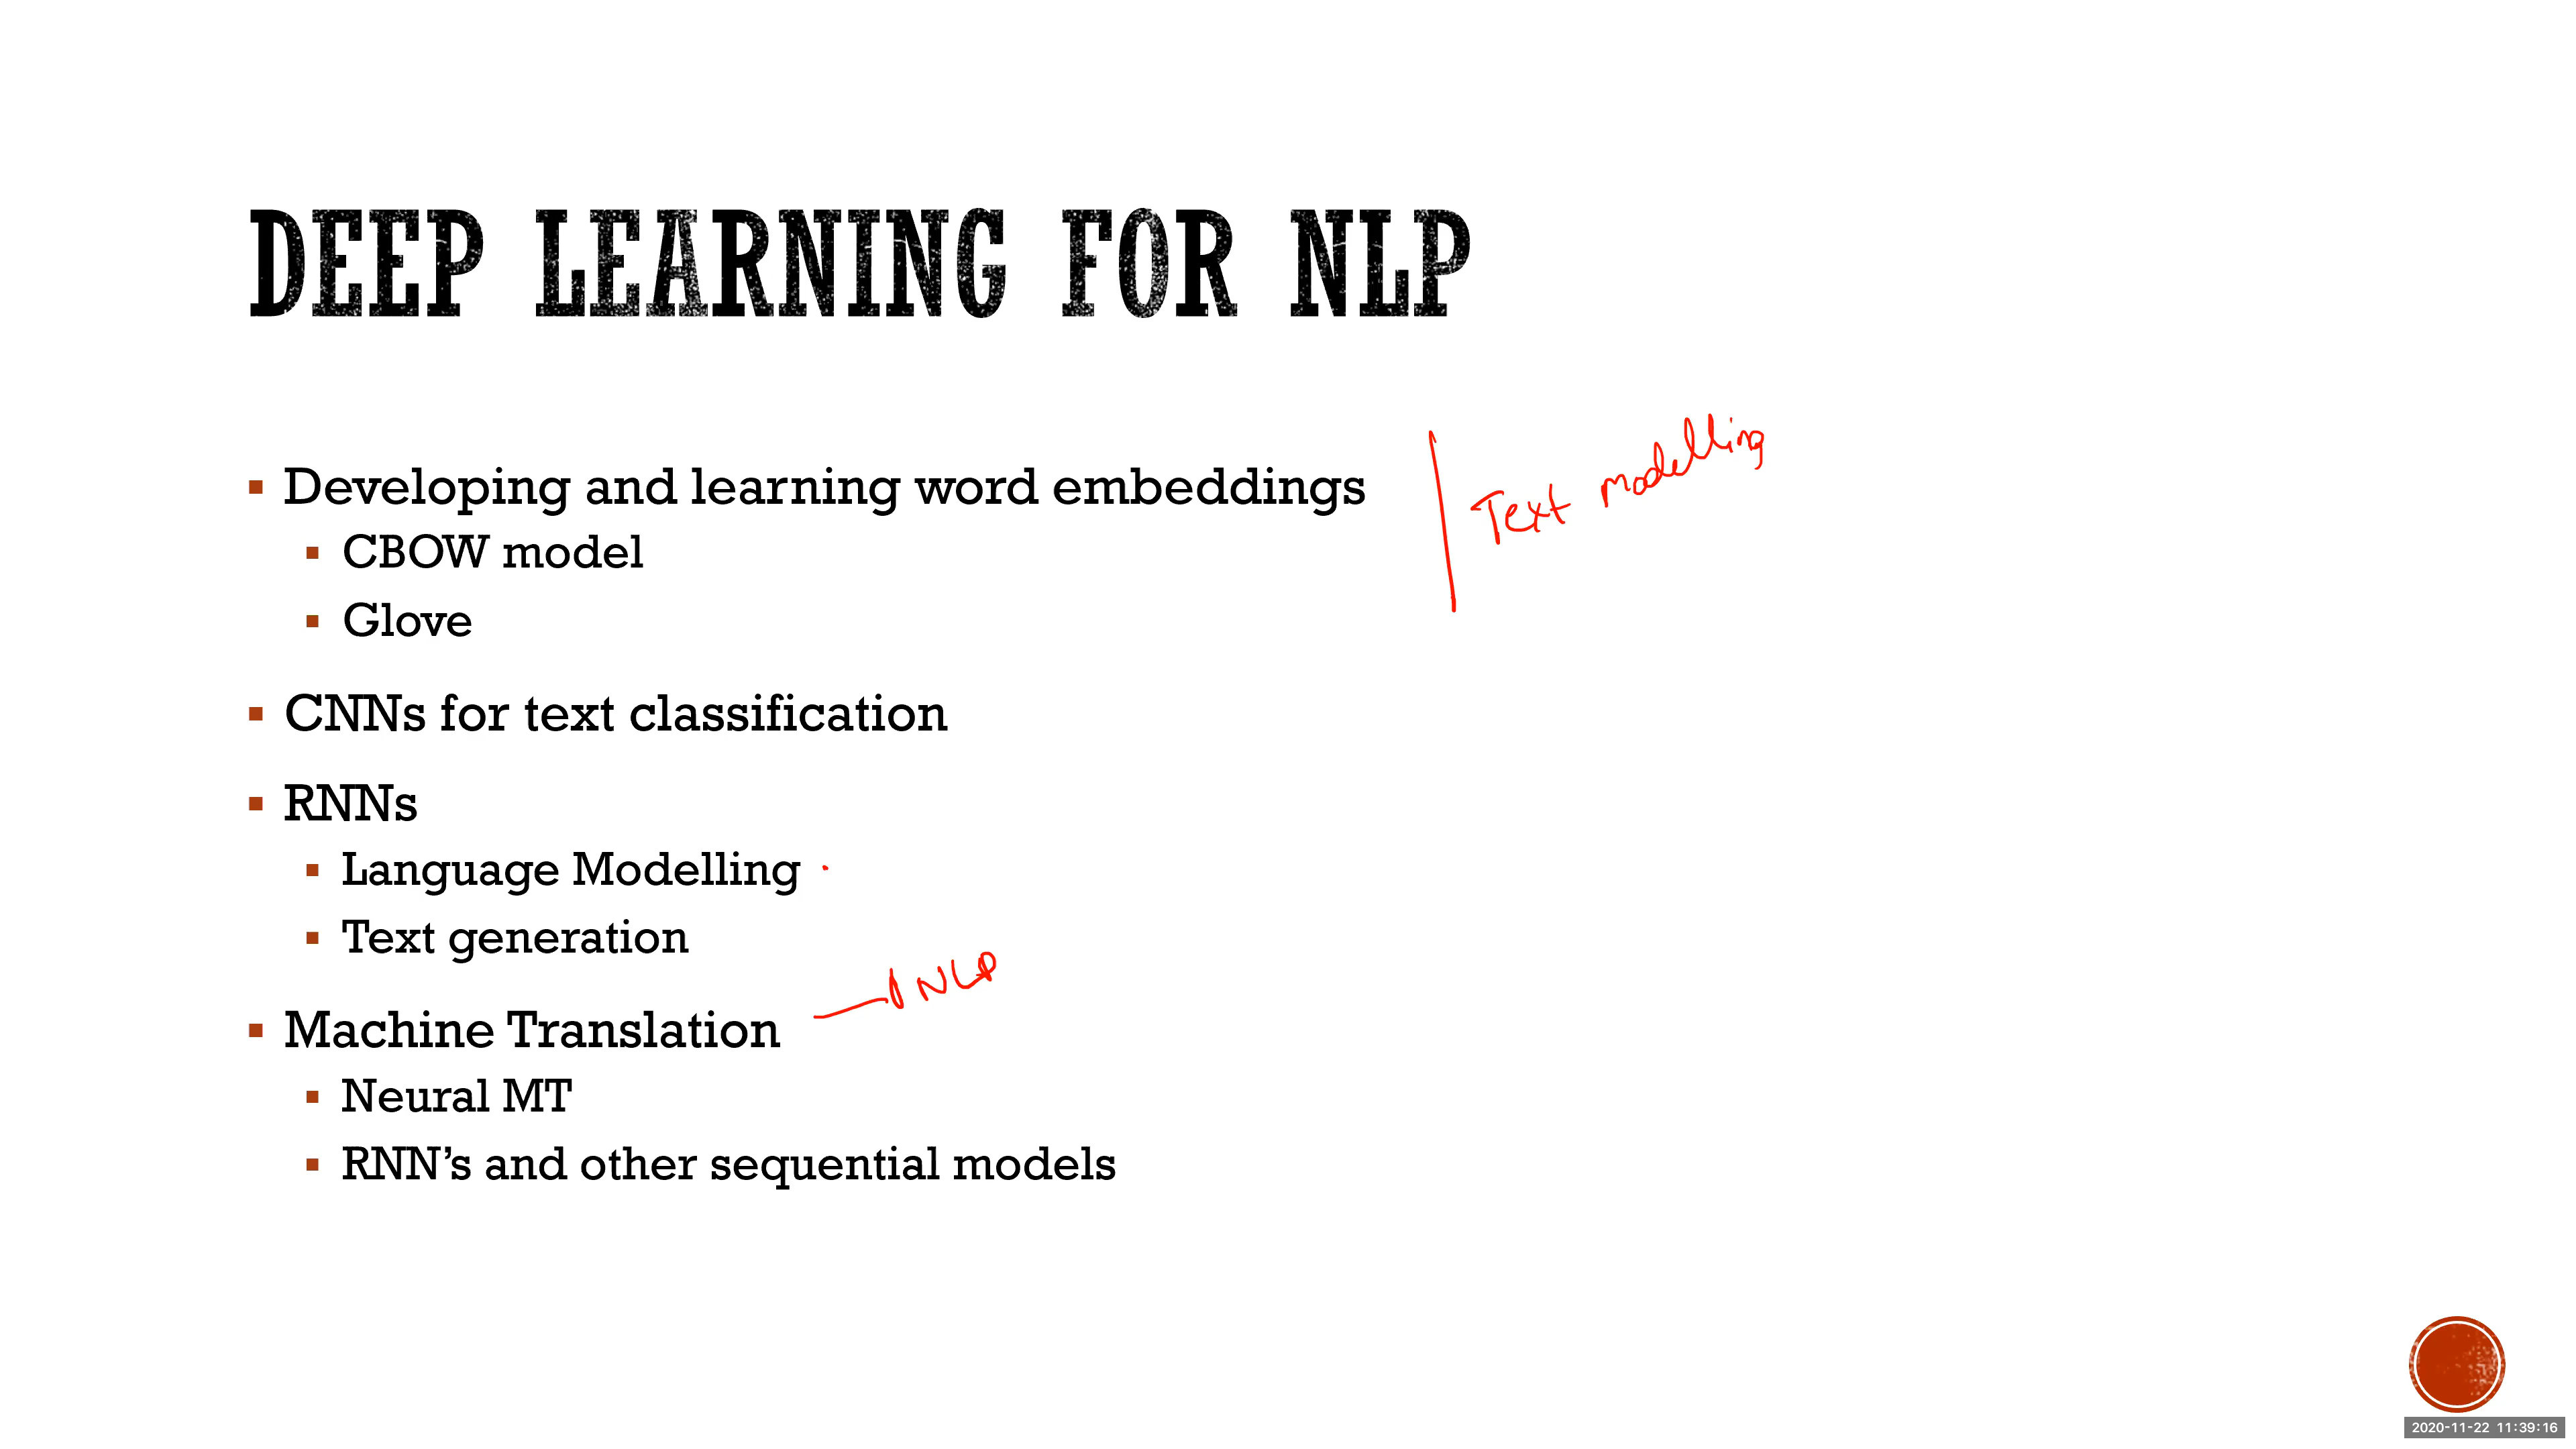 DEEP LEARNING FOR NLP
Developing and learning word embeddings
Text modelling
CBOW model
Glove
CNNs for text classification
RNNs
Language Modelling
Text generation
NLP
Machine Translation
Neural MT
RNN’s and other sequential models
2020-11-22 11:39:16